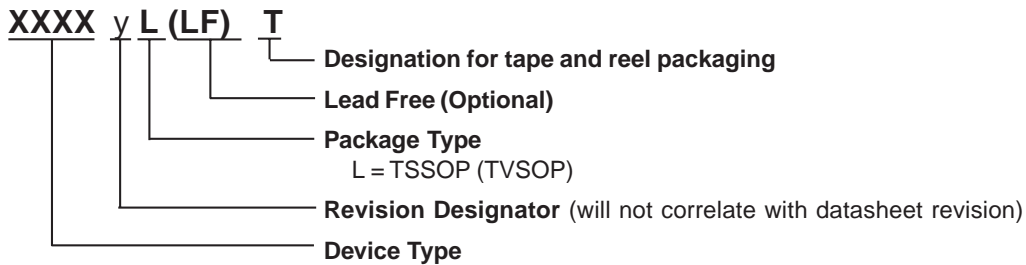 XXXX y L (LF) T
Designation for tape and reel packaging
Lead Free (Optional)
Package Type
L = TSSOP (TVSOP)
Revision Designator (will not correlate with datasheet revision)
Device Type